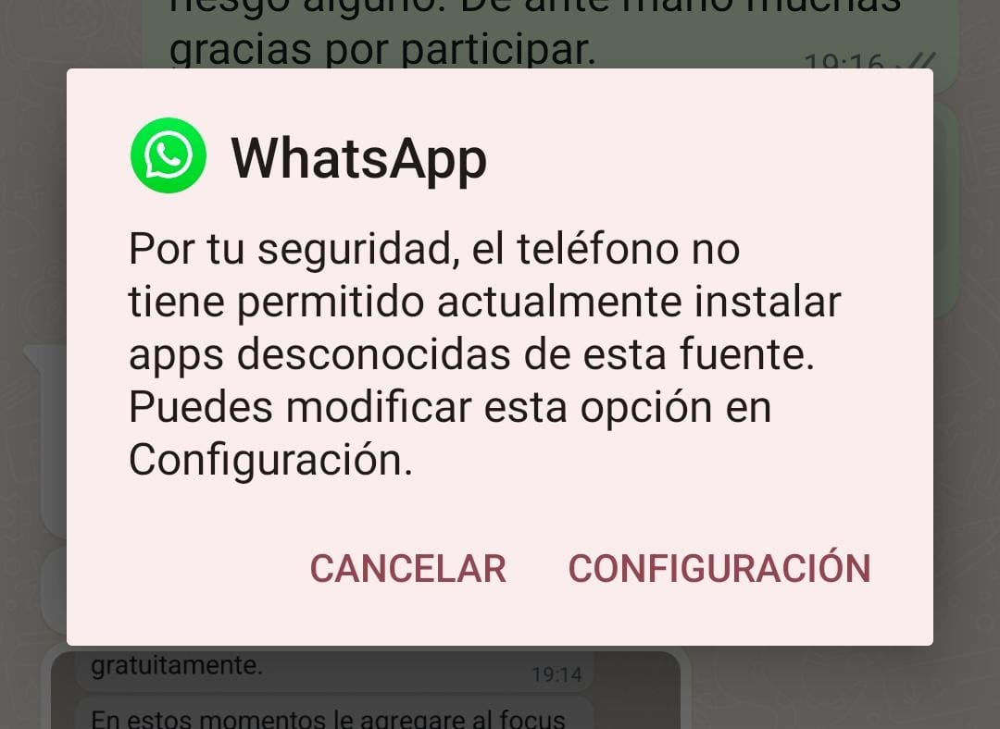 riesgo alguno. De ante mano muchas
gracias por participar.
19:16
WhatsApp
Por tu seguridad, el teléfono no
tiene permitido actualmente instalar
apps desconocidas de esta fuente.
Puedes modificar esta opción en
Configuración.
CANCELAR CONFIGURACIÓN
gratuitamente.
19:14
En estos momentos le agregare al focus